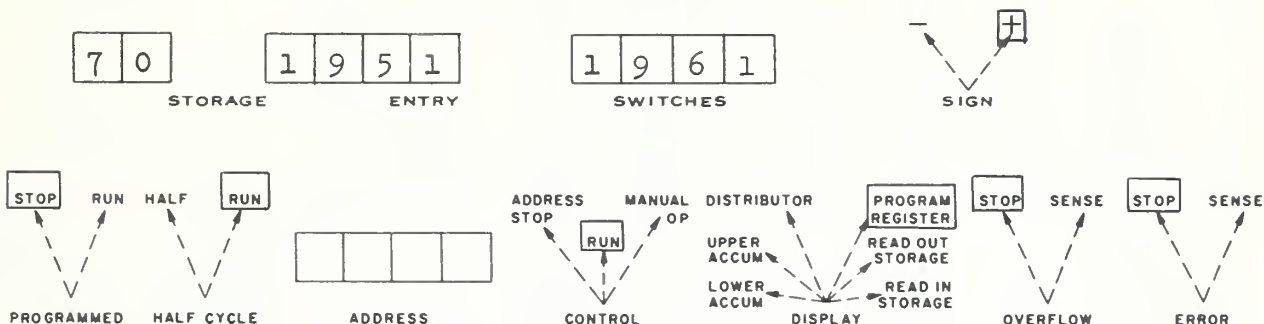 − +
7 0 1 9 5 1 1 9 6 1
STORAGE ENTRY SWITCHES SIGN
STOP RUN HALF RUN ADDRESS STOP RUN MANUAL OP DISTRIBUTOR PROGRAM REGISTER STOP SENSE STOP SENSE
UPPER ACCUM READ OUT STORAGE
LOWER ACCUM READ IN STORAGE
PROGRAMMED HALF CYCLE ADDRESS CONTROL DISPLAY OVERFLOW ERROR